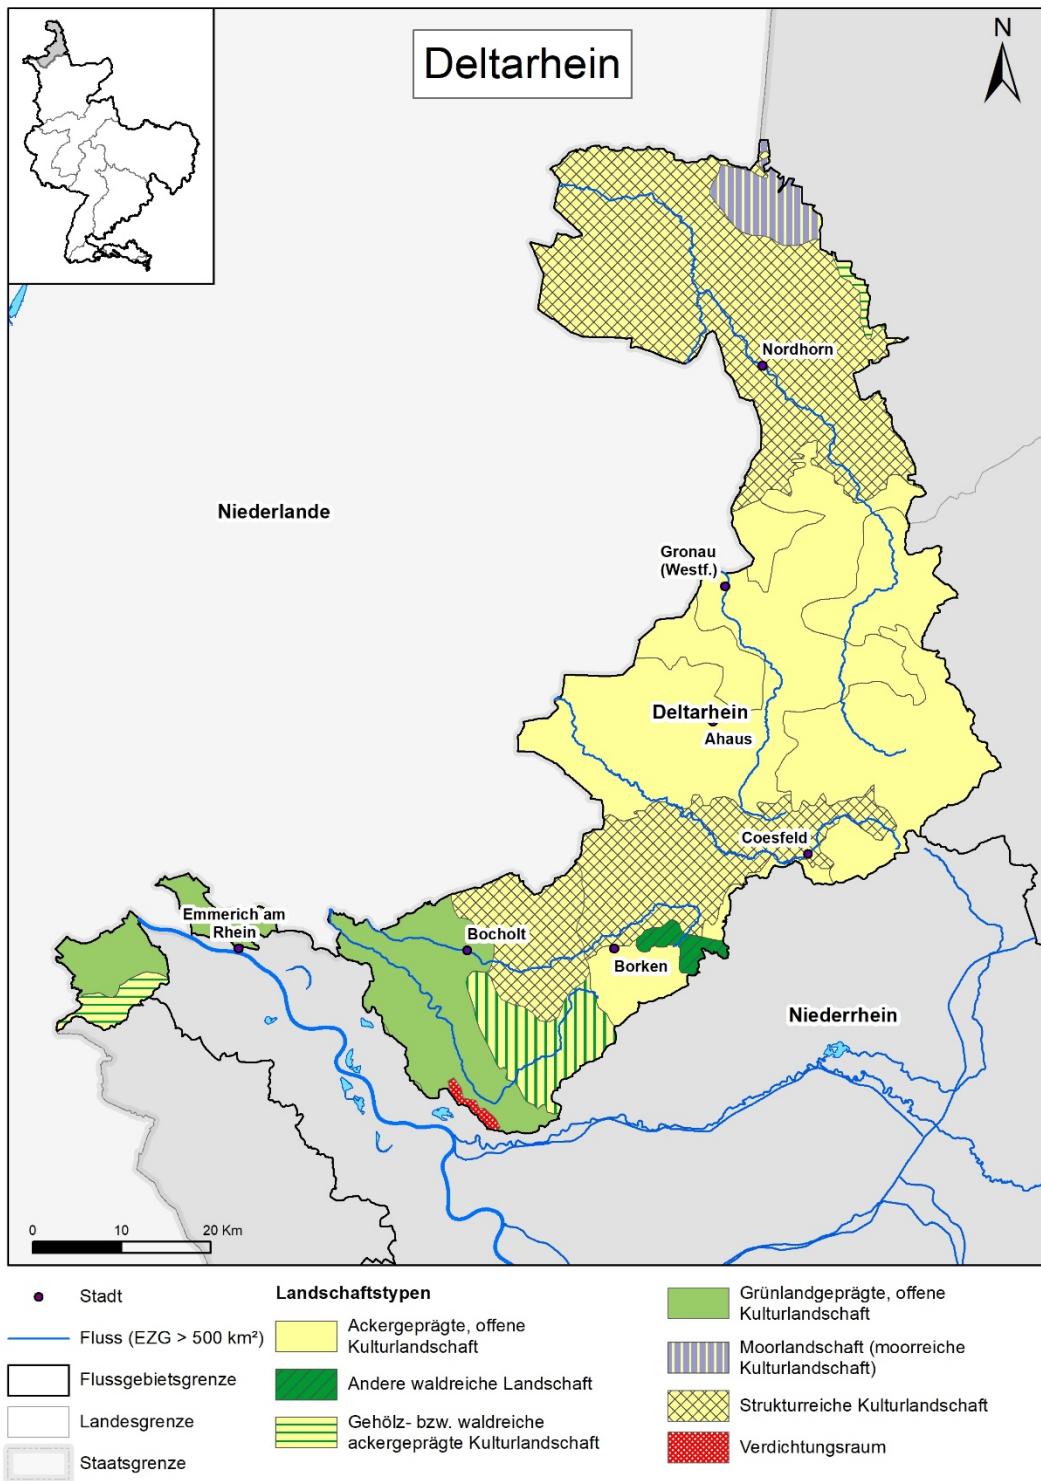 Deltarhein
N
Nordhorn
Niederlande
Gronau
(Westf.)
Deltarhein
Ahaus
Coesfeld
Emmerich am
Rhein
Bocholt
Borken
Niederrhein
0 10 20 Km
Stadt
Fluss (EZG > 500 km²)
Flussgebietsgrenze
Landesgrenze
Staatsgrenze
Landschaftstypen
Ackergeprägte, offene
Kulturlandschaft
Andere waldreiche Landschaft
Gehölz- bzw. waldreiche
ackergeprägte Kulturlandschaft
Grünlandgeprägte, offene
Kulturlandschaft
Moorlandschaft (moorreiche
Kulturlandschaft)
Strukturreiche Kulturlandschaft
Verdichtungsraum